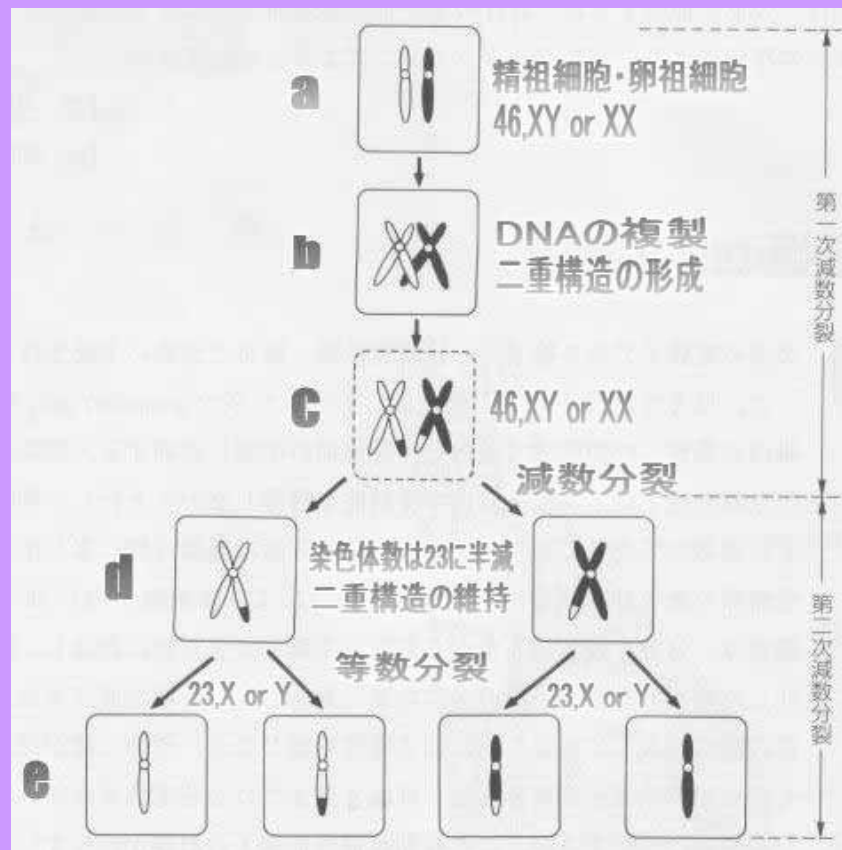 a
精祖細胞・卵祖細胞
46,XY or XX
b
DNAの複製
二重構造の形成
c
46,XY or XX
減数分裂
第一次減数分裂
d
染色体数は23に半減
二重構造の維持
等数分裂
23,X or Y
23,X or Y
e
第二次減数分裂